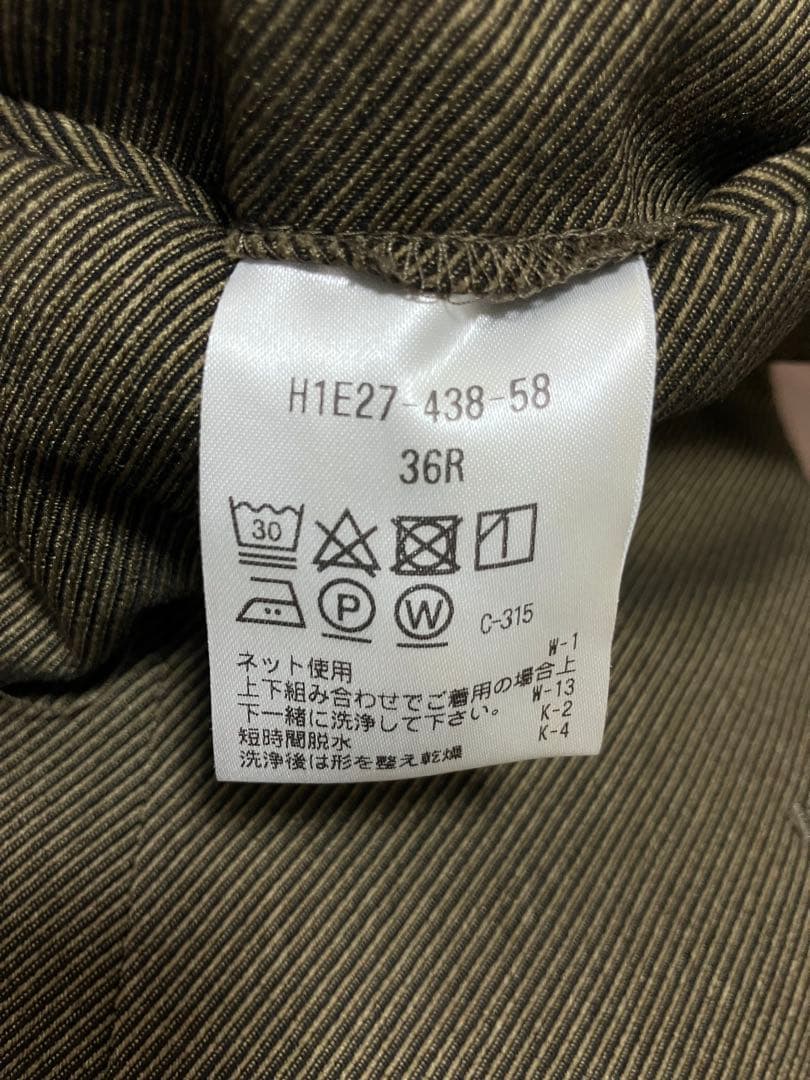 H1E27-438-58
36R
30
P W C-315
ネット使用 W-1
上下組み合わせでご着用の場合上 W-13
下一緒に洗浄して下さい。 K-2
短時間脱水 K-4
洗浄後は形を整え乾燥